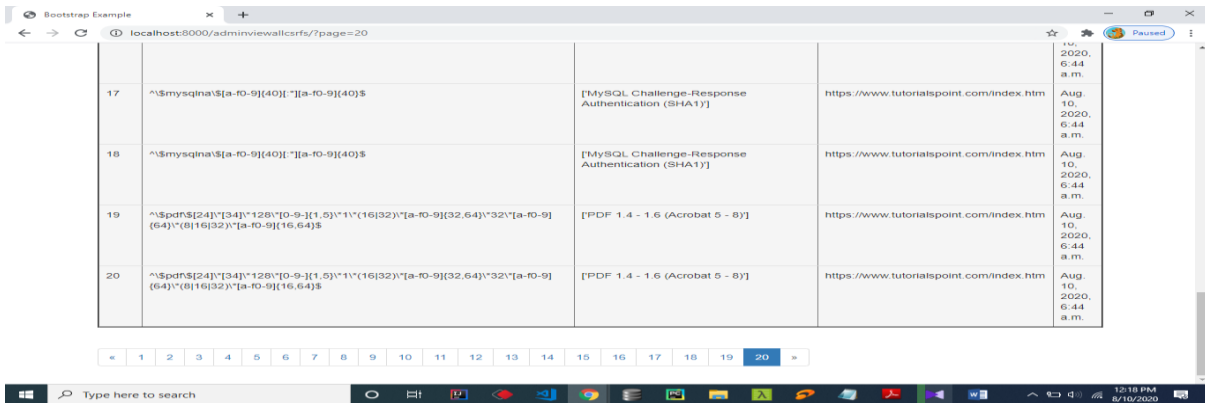 Bootstrap Example
localhost:8000/adminviewallcsrfs/?page=20
Paused
10,
2020,
6:44
a.m.
17 ^\$mysqlna\$[a-f0-9]{40}[:*][a-f0-9]{40}$ ['MySQL Challenge-Response https://www.tutorialspoint.com/index.htm Aug.
Authentication (SHA1)'] 10,
2020,
6:44
a.m.
18 ^\$mysqlna\$[a-f0-9]{40}[:*][a-f0-9]{40}$ ['MySQL Challenge-Response https://www.tutorialspoint.com/index.htm Aug.
Authentication (SHA1)'] 10,
2020,
6:44
a.m.
19 ^\$pdf\$[24]\*[34]\*128\*[0-9-]{1,5}\*1\*(16|32)\*[a-f0-9]{32,64}\*32\*[a-f0-9] ['PDF 1.4 - 1.6 (Acrobat 5 - 8)'] https://www.tutorialspoint.com/index.htm Aug.
{64}\*(8|16|32)\*[a-f0-9]{16,64}$ 10,
2020,
6:44
a.m.
20 ^\$pdf\$[24]\*[34]\*128\*[0-9-]{1,5}\*1\*(16|32)\*[a-f0-9]{32,64}\*32\*[a-f0-9] ['PDF 1.4 - 1.6 (Acrobat 5 - 8)'] https://www.tutorialspoint.com/index.htm Aug.
{64}\*(8|16|32)\*[a-f0-9]{16,64}$ 10,
2020,
6:44
a.m.
« 1 2 3 4 5 6 7 8 9 10 11 12 13 14 15 16 17 18 19 20 »
Type here to search
12:18 PM
8/10/2020